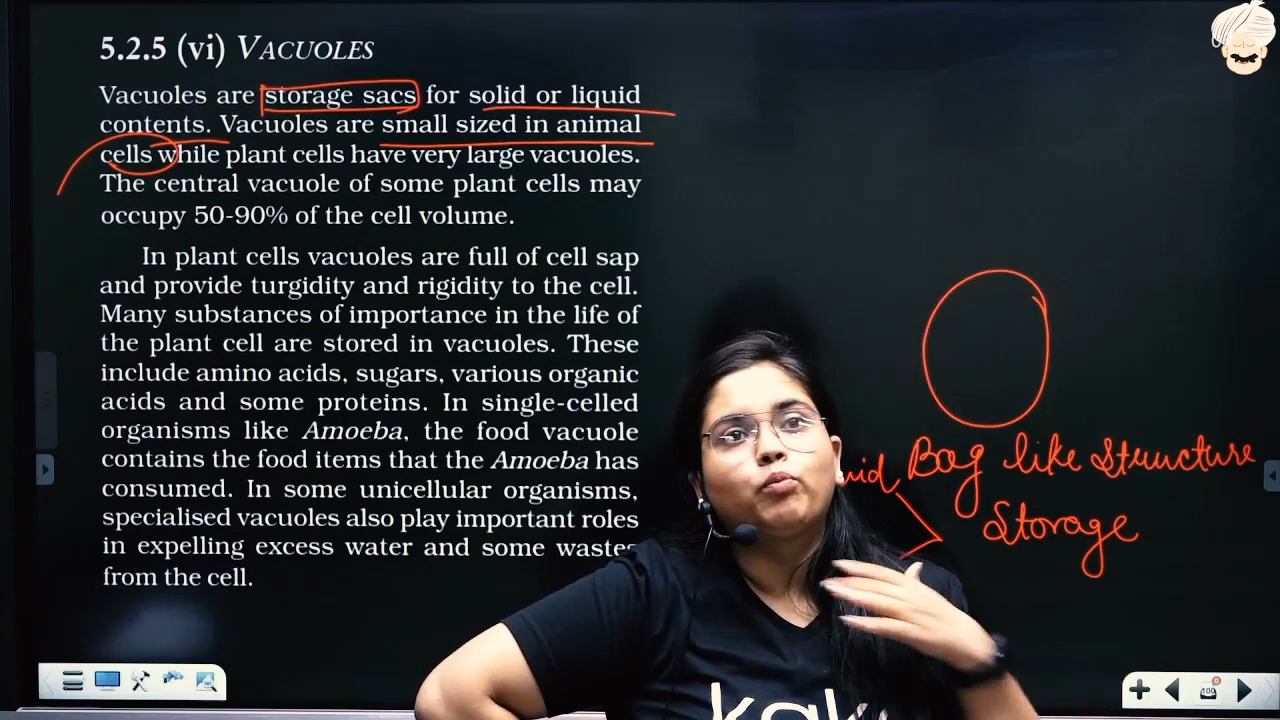 5.2.5 (vi) VACUOLES
Vacuoles are storage sacs for solid or liquid
contents. Vacuoles are small sized in animal
cells while plant cells have very large vacuoles.
The central vacuole of some plant cells may
occupy 50-90% of the cell volume.
In plant cells vacuoles are full of cell sap
and provide turgidity and rigidity to the cell.
Many substances of importance in the life of
the plant cell are stored in vacuoles. These
include amino acids, sugars, various organic
acids and some proteins. In single-celled
organisms like Amoeba, the food vacuole
contains the food items that the Amoeba has
consumed. In some unicellular organisms,
specialised vacuoles also play important roles
in expelling excess water and some wastes
from the cell.
Bag like Structure
Storage
100
0